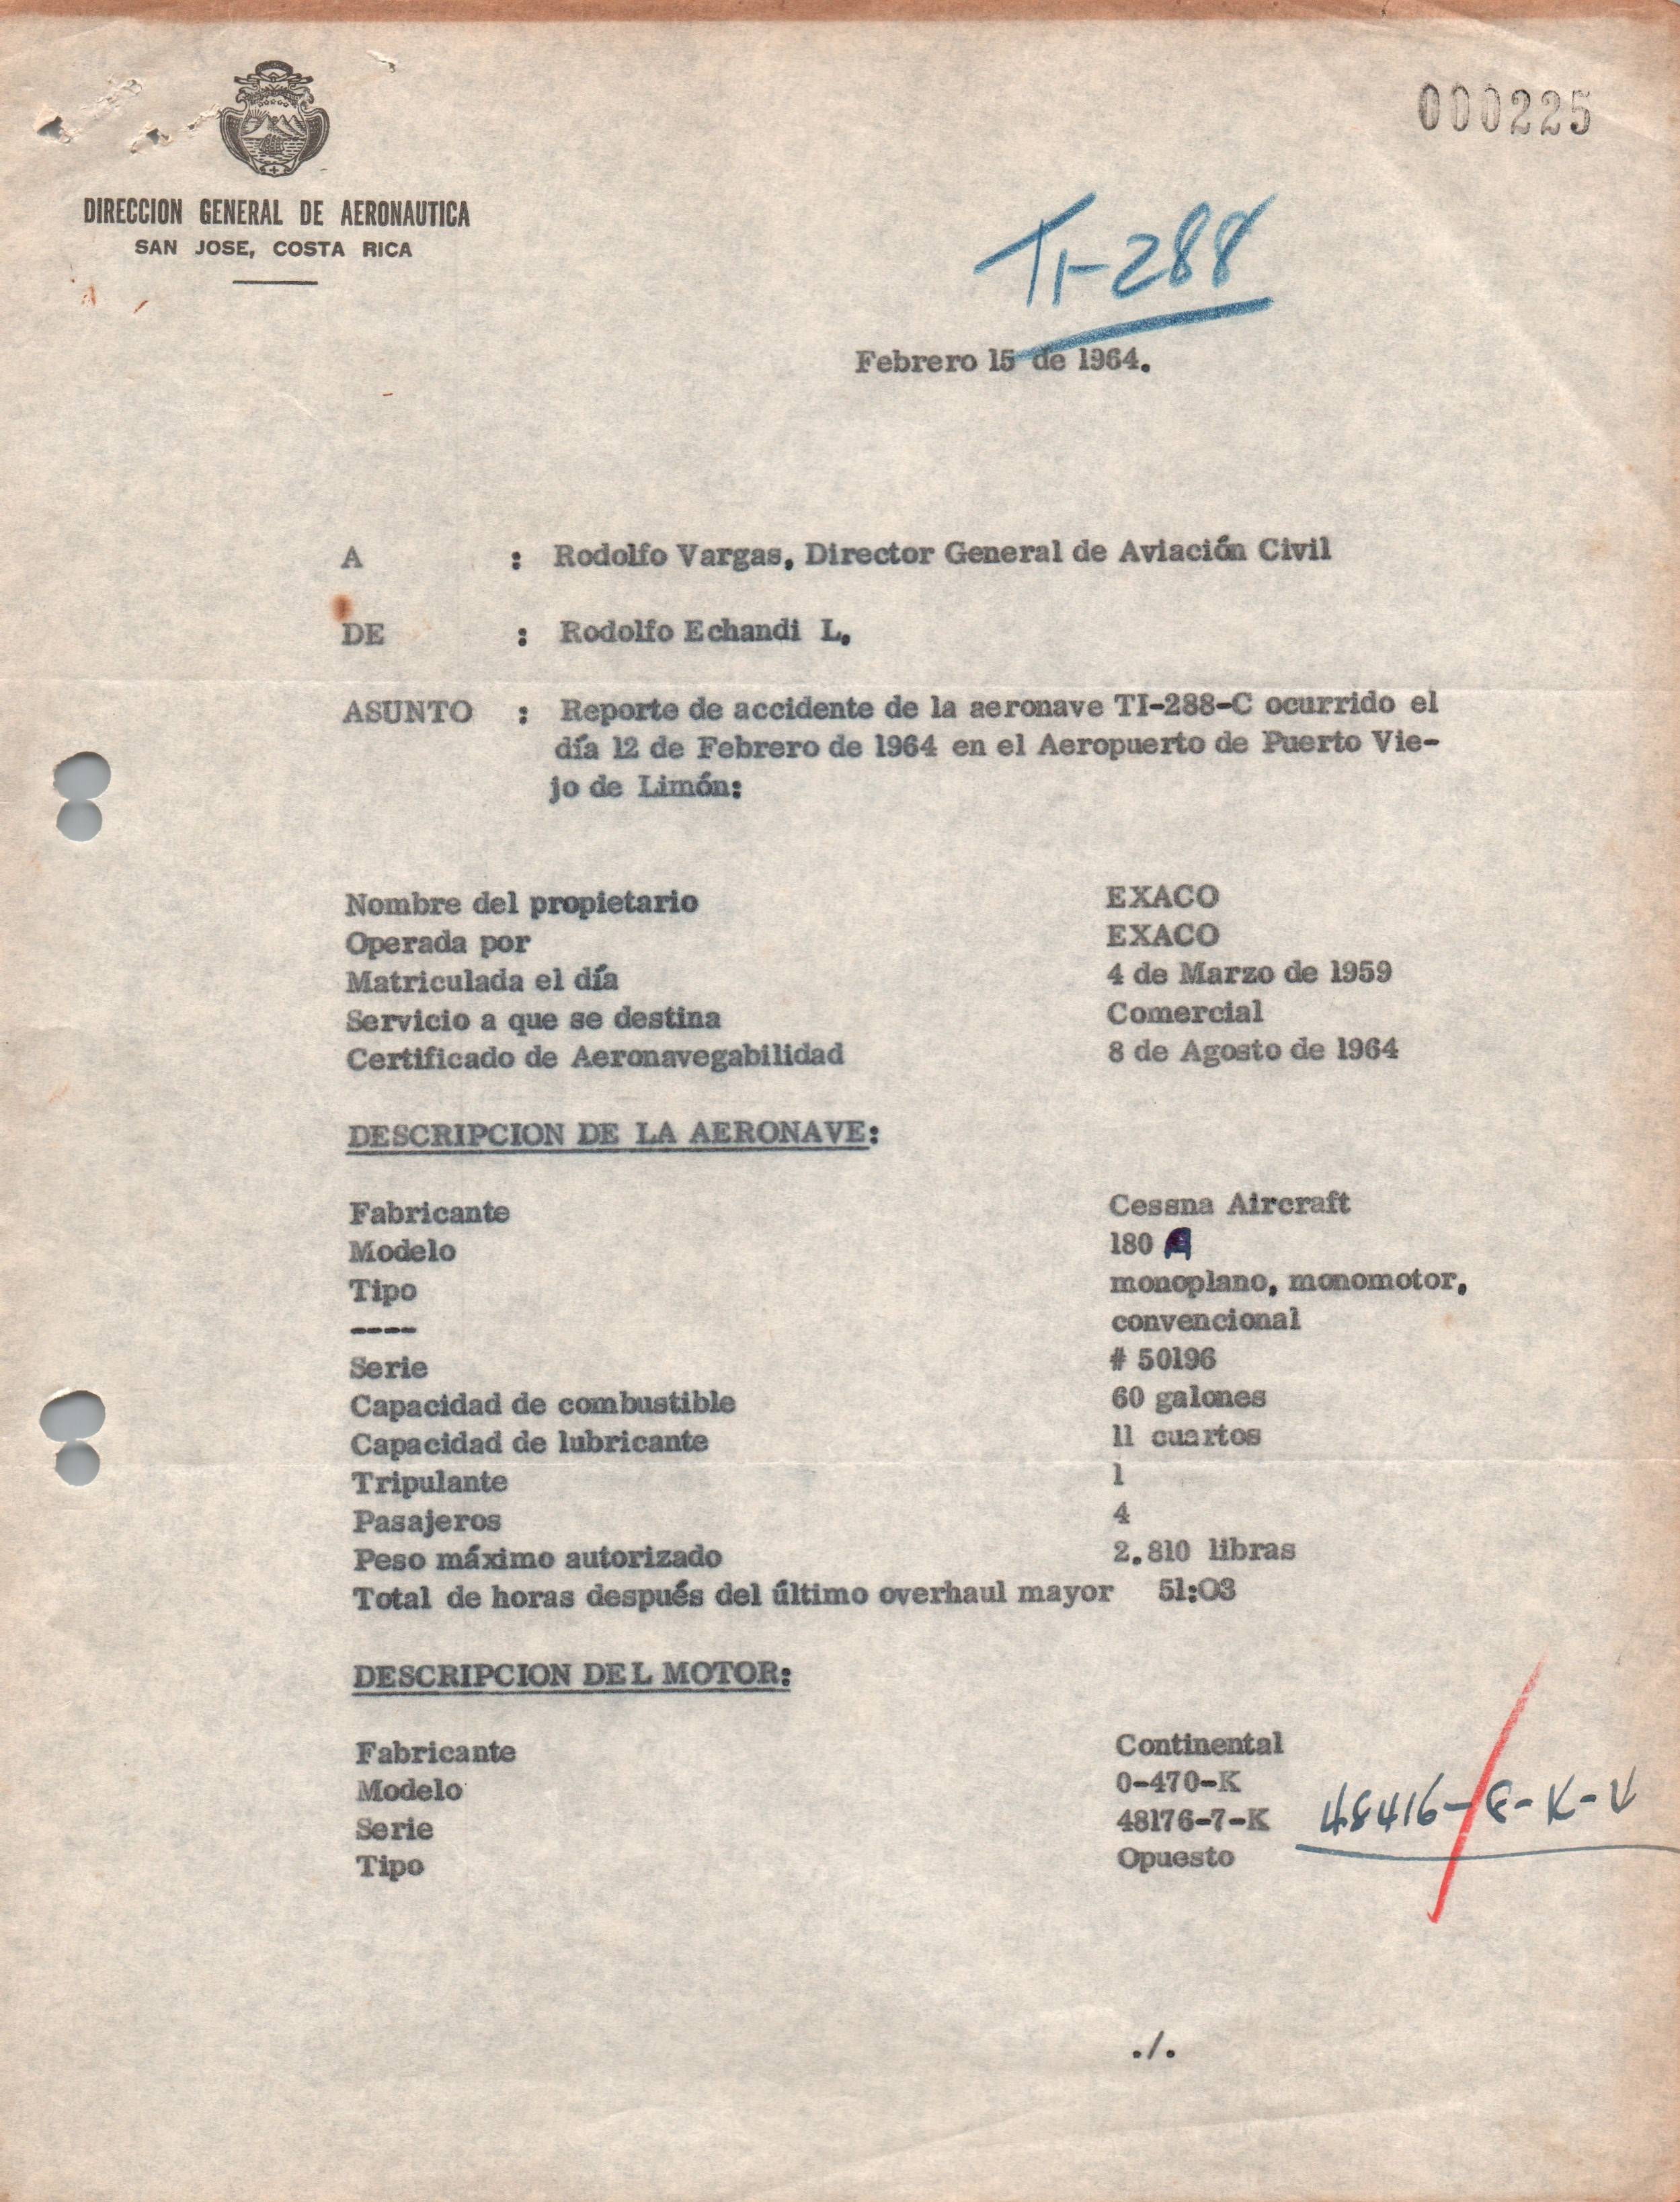 000225
DIRECCION GENERAL DE AERONAUTICA
SAN JOSE, COSTA RICA
TI-288
Febrero 15 de 1964.
A : Rodolfo Vargas, Director General de Aviación Civil
DE : Rodolfo Echandi L.
ASUNTO : Reporte de accidente de la aeronave TI-288-C ocurrido el
día 12 de Febrero de 1964 en el Aeropuerto de Puerto Vie-
jo de Limón:
Nombre del propietario EXACO
Operada por EXACO
Matriculada el día 4 de Marzo de 1959
Servicio a que se destina Comercial
Certificado de Aeronavegabilidad 8 de Agosto de 1964
DESCRIPCION DE LA AERONAVE:
Fabricante Cessna Aircraft
Modelo 180 A
Tipo monoplano, monomotor,
---- convencional
Serie # 50196
Capacidad de combustible 60 galones
Capacidad de lubricante 11 cuartos
Tripulante 1
Pasajeros 4
Peso máximo autorizado 2.810 libras
Total de horas después del último overhaul mayor 51:03
DESCRIPCION DEL MOTOR:
Fabricante Continental
Modelo 0-470-K
Serie 48176-7-K
Tipo Opuesto
./.